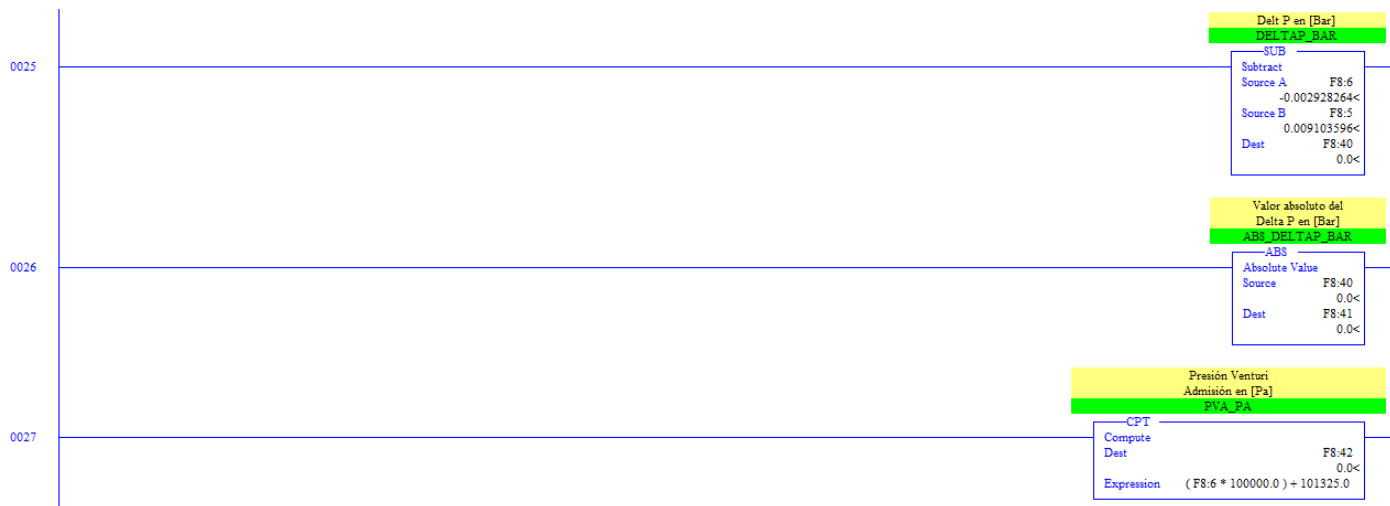 Delt P en [Bar]
DELTAP_BAR
0025
SUB
Subtract
Source A F8:6
-0.002928264<
Source B F8:5
0.009103596<
Dest F8:40
0.0<
Valor absoluto del
Delta P en [Bar]
ABS_DELTAP_BAR
0026
ABS
Absolute Value
Source F8:40
0.0<
Dest F8:41
0.0<
Presión Venturi
Admisión en [Pa]
PVA_PA
0027
CPT
Compute
Dest F8:42
0.0<
Expression ( F8:6 * 100000.0 ) + 101325.0